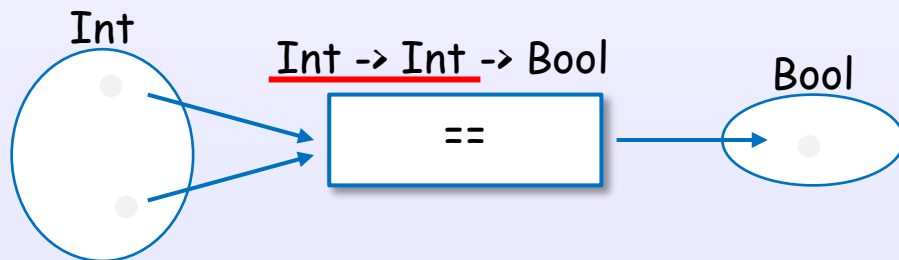 Int
Int -> Int -> Bool
Bool
==